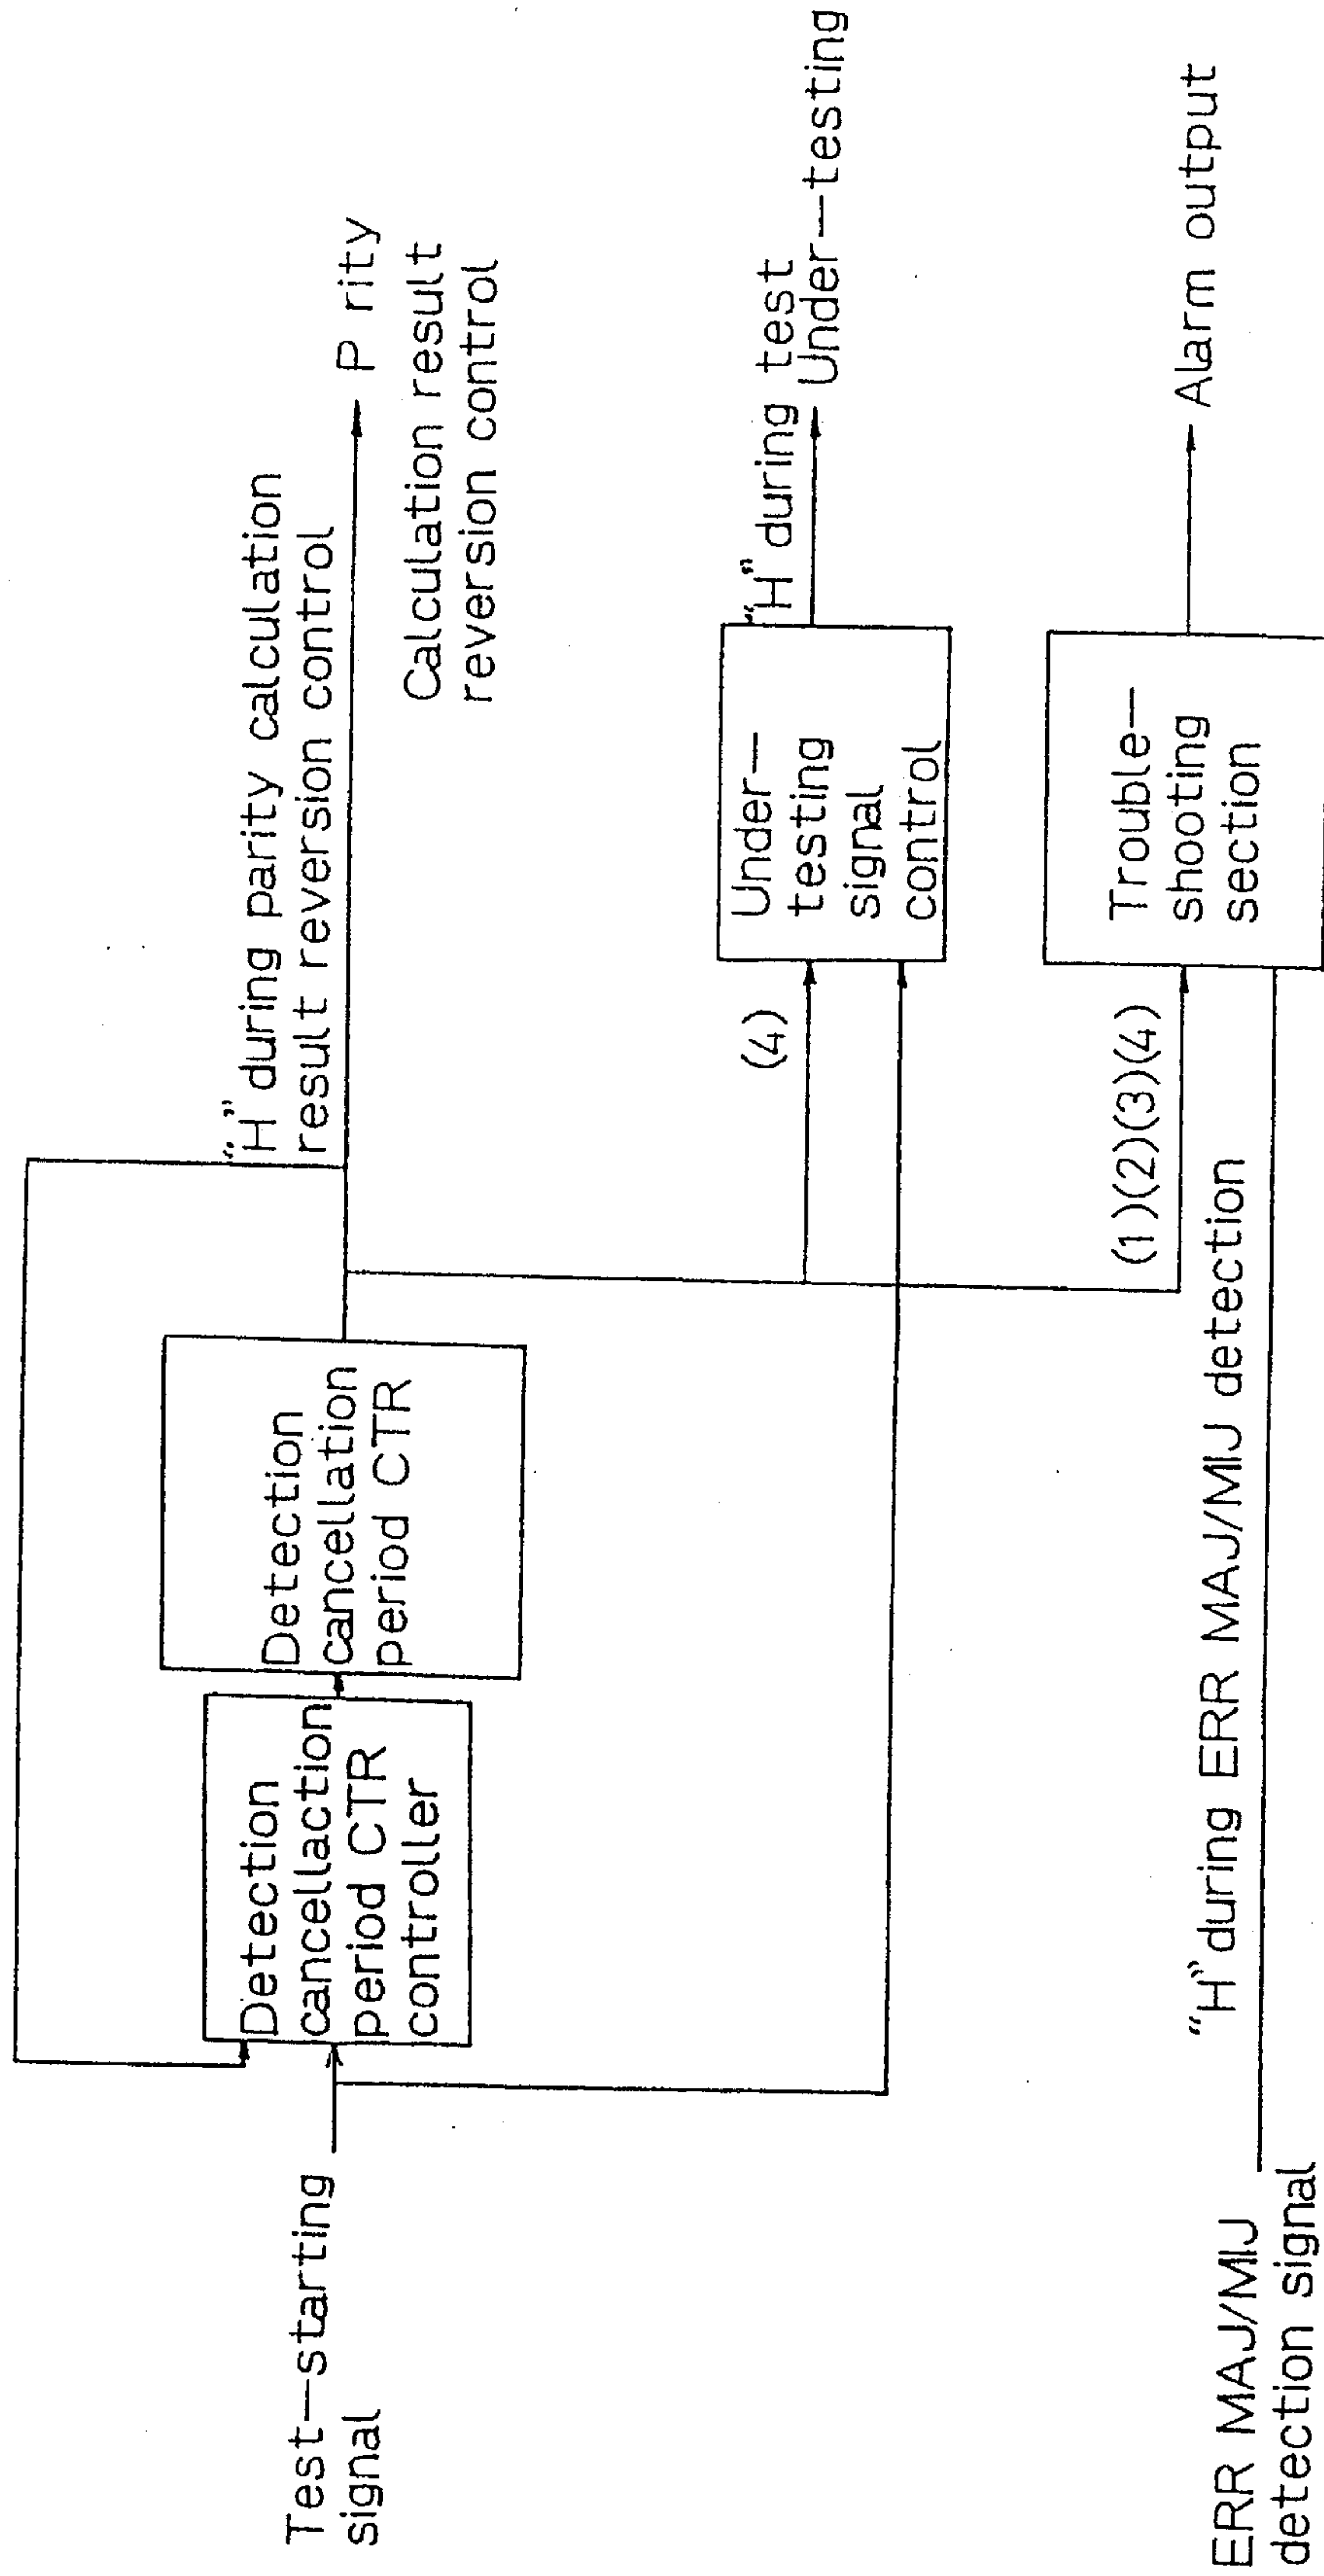 Test—starting
signal
Detection
cancellaction
period CTR
controller
Detection
cancellation
period CTR
"H" during parity calculation
result reversion control
P rity
Calculation result
reversion control
(4)
Under—
testing
signal
control
"H" during test
Under—testing
(1)(2)(3)(4)
Trouble—
shooting
section
Alarm output
ERR MAJ/MIJ
detection signal
"H" during ERR MAJ/MIJ detection